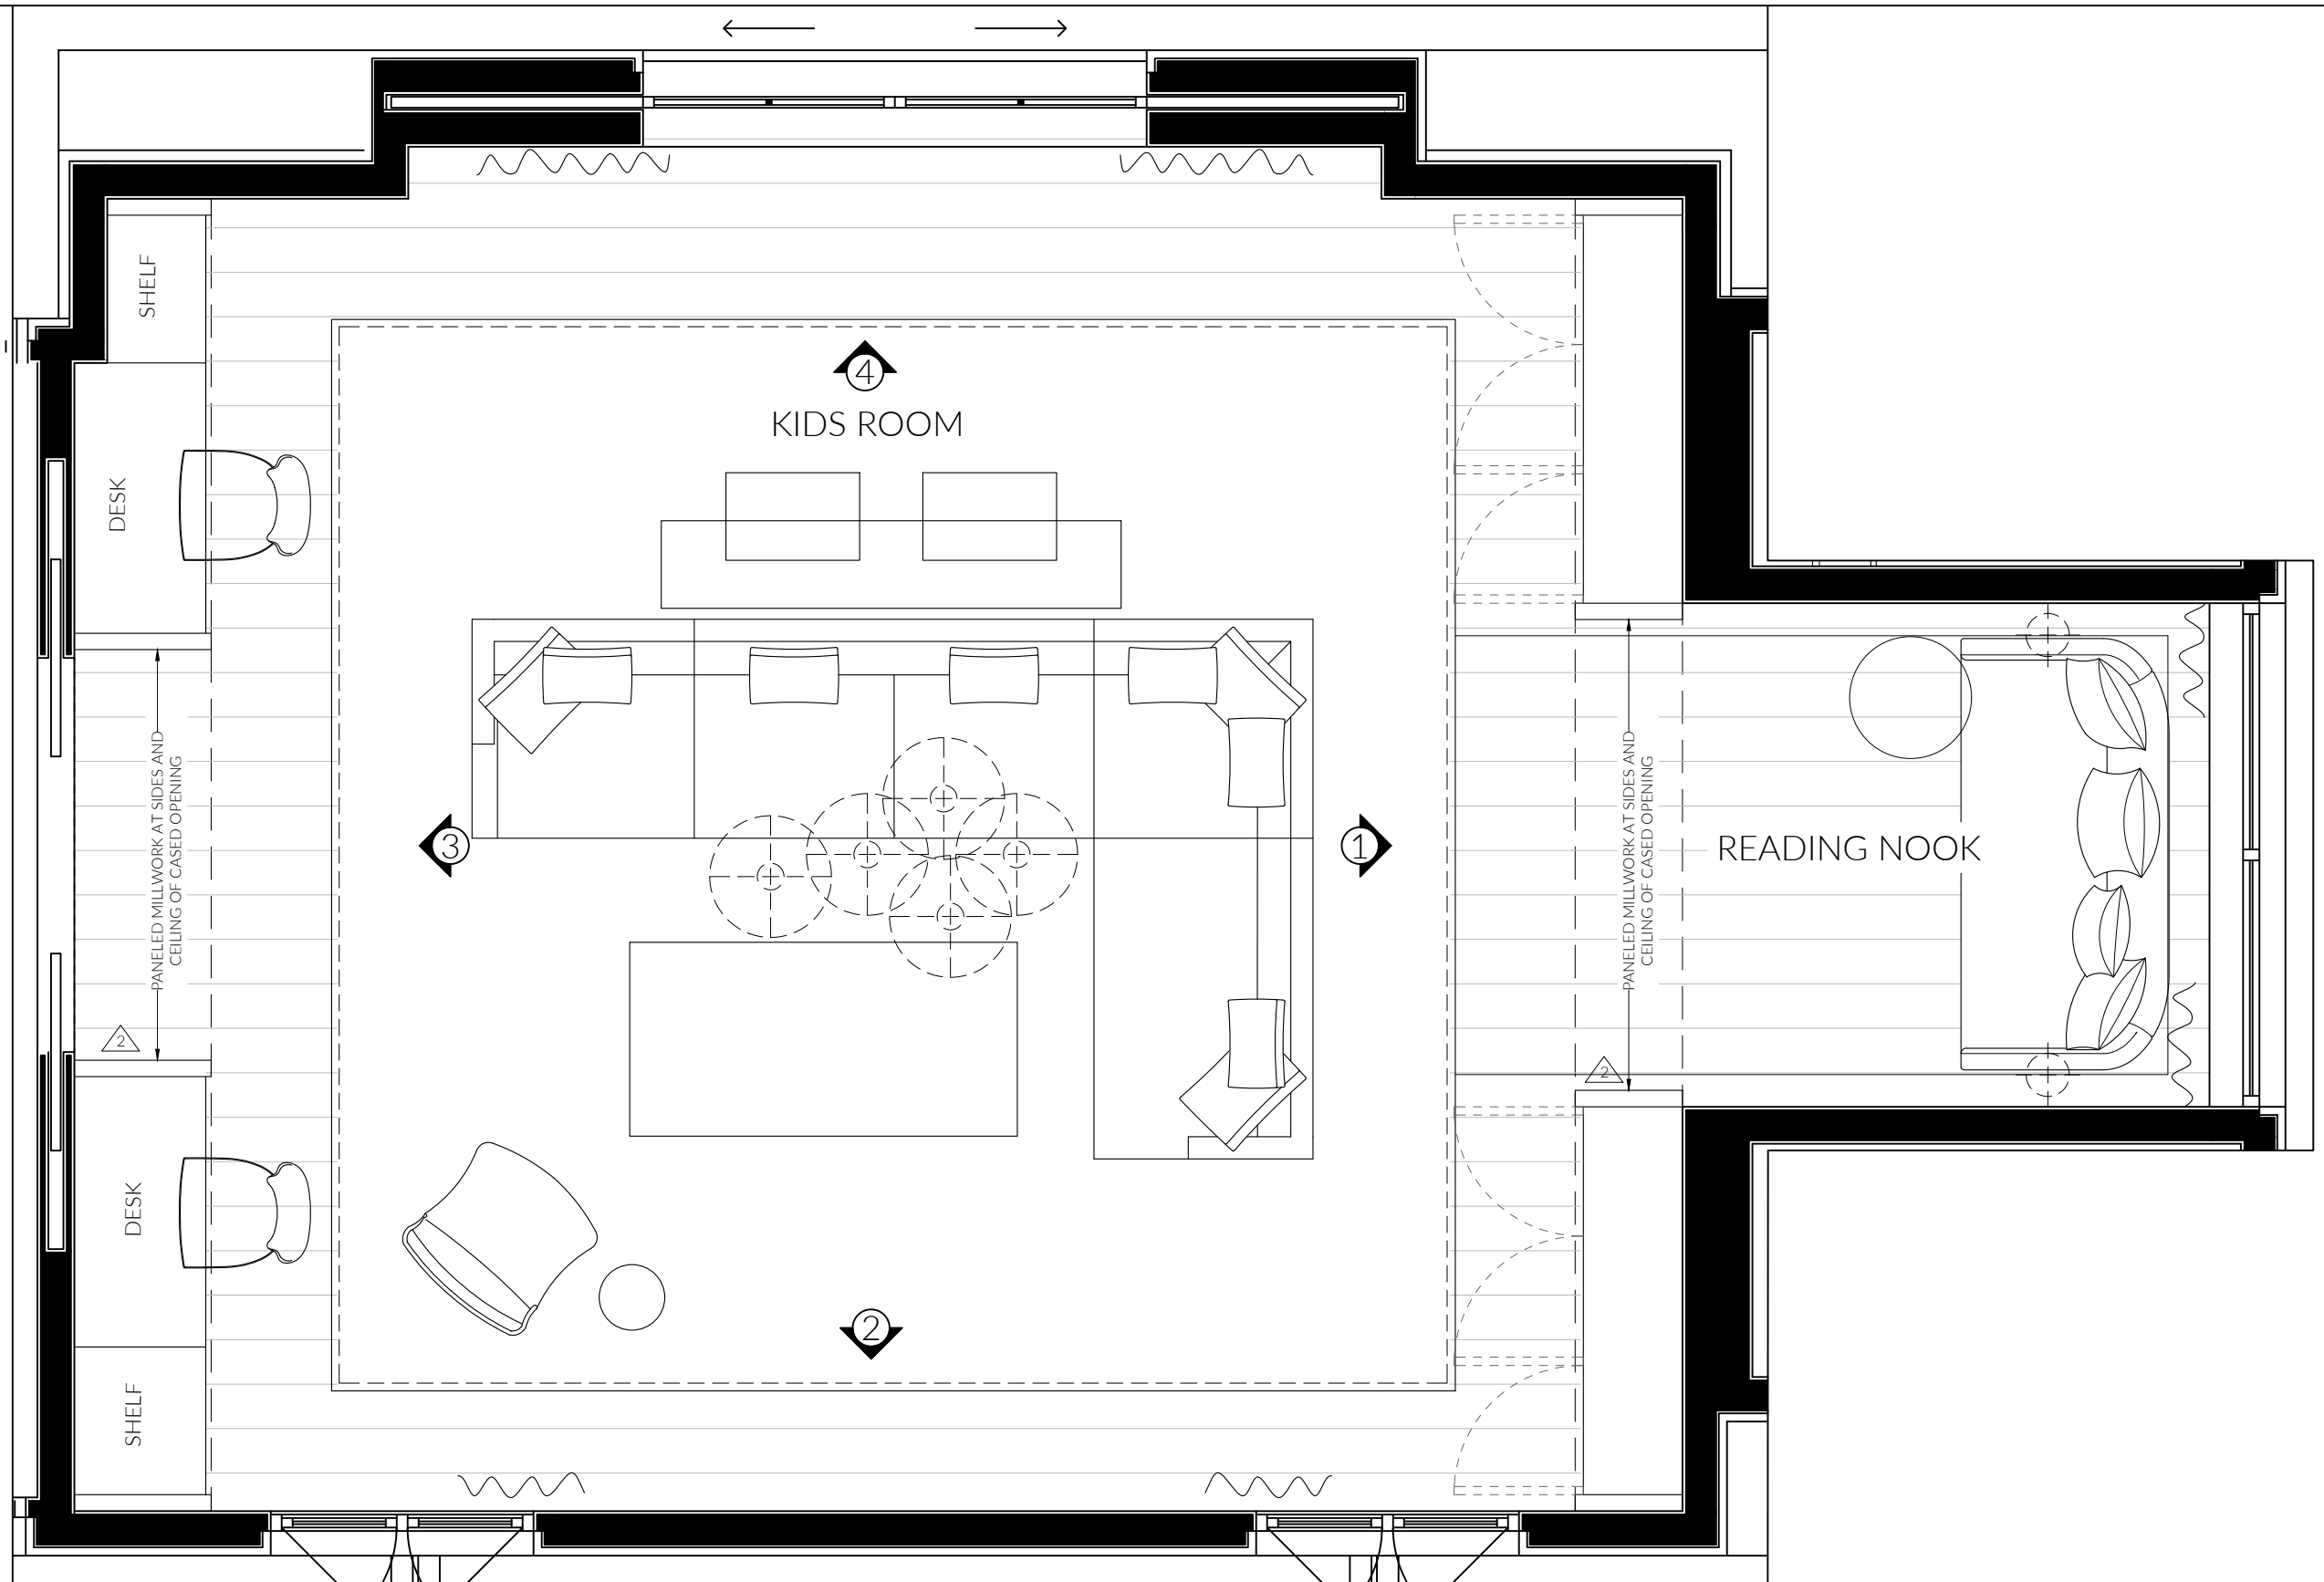 4
KIDS ROOM
SHELF
DESK
PANELED MILLWORK AT SIDES AND
CEILING OF CASED OPENING
2
3
1
PANELED MILLWORK AT SIDES AND
CEILING OF CASED OPENING
2
READING NOOK
DESK
SHELF
2